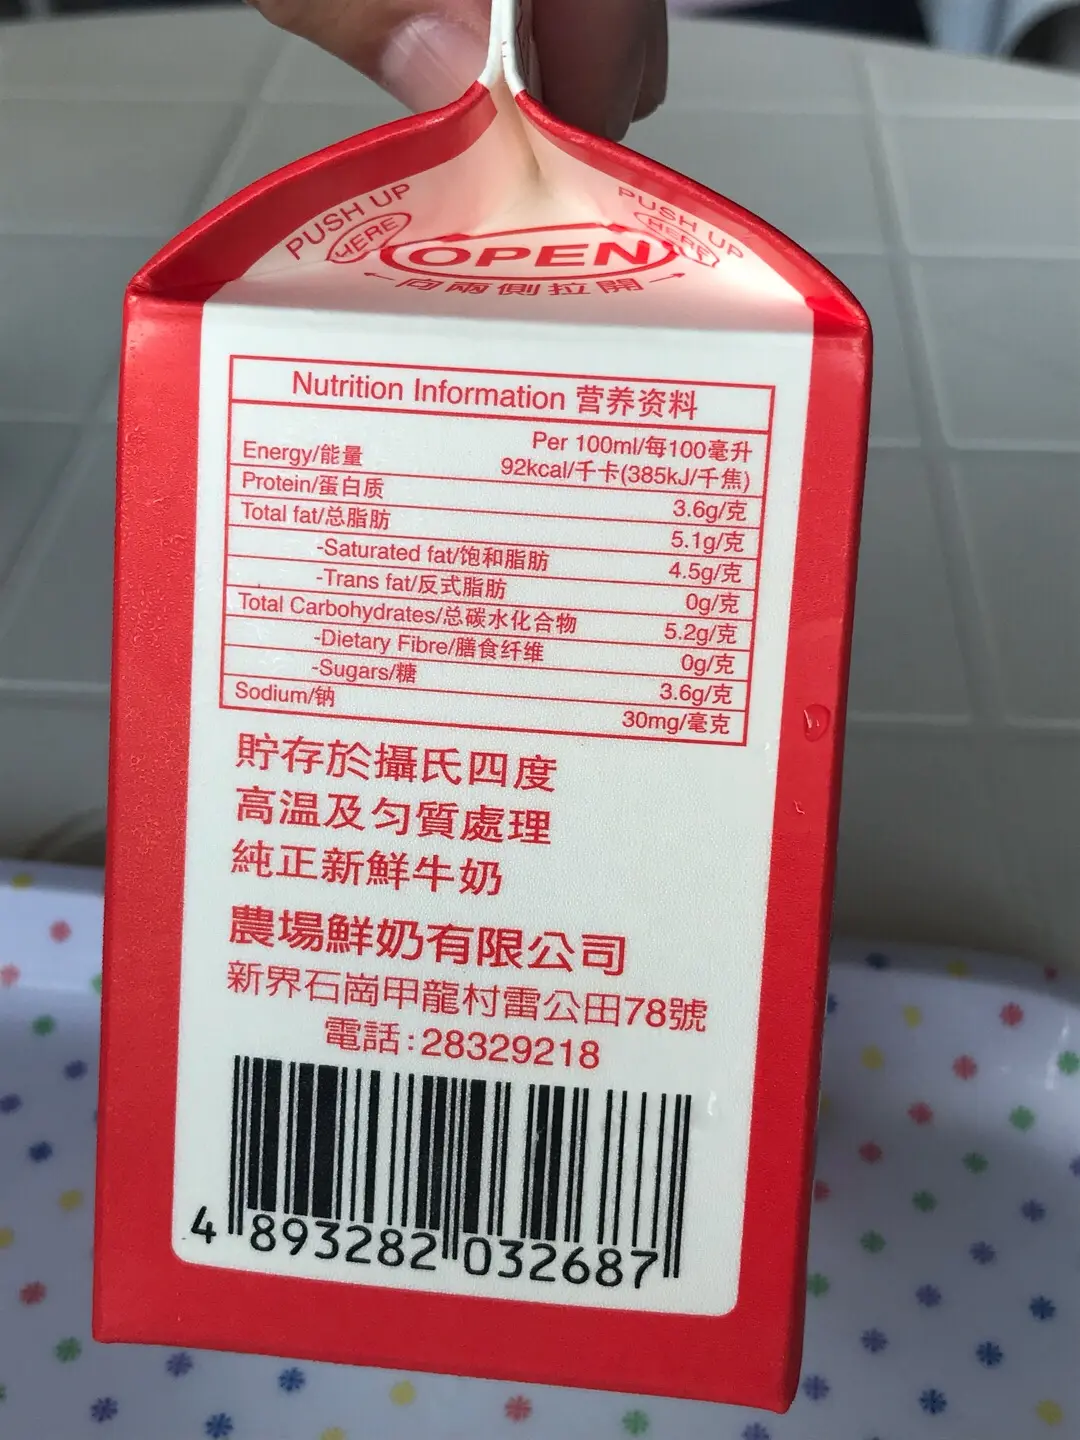 PUSH UP
HERE
PUSH UP
HERE
OPEN
向兩側拉開
Nutrition Information 营养资料
Per 100ml/每100毫升
Energy/能量 92kcal/千卡(385kJ/千焦)
Protein/蛋白质 3.6g/克
Total fat/总脂肪 5.1g/克
-Saturated fat/饱和脂肪 4.5g/克
-Trans fat/反式脂肪 0g/克
Total Carbohydrates/总碳水化合物 5.2g/克
-Dietary Fibre/膳食纤维 0g/克
-Sugars/糖 3.6g/克
Sodium/钠 30mg/毫克
貯存於攝氏四度
高温及匀質處理
純正新鮮牛奶
農場鮮奶有限公司
新界石崗甲龍村雷公田78號
電話:28329218
4 893282 032687